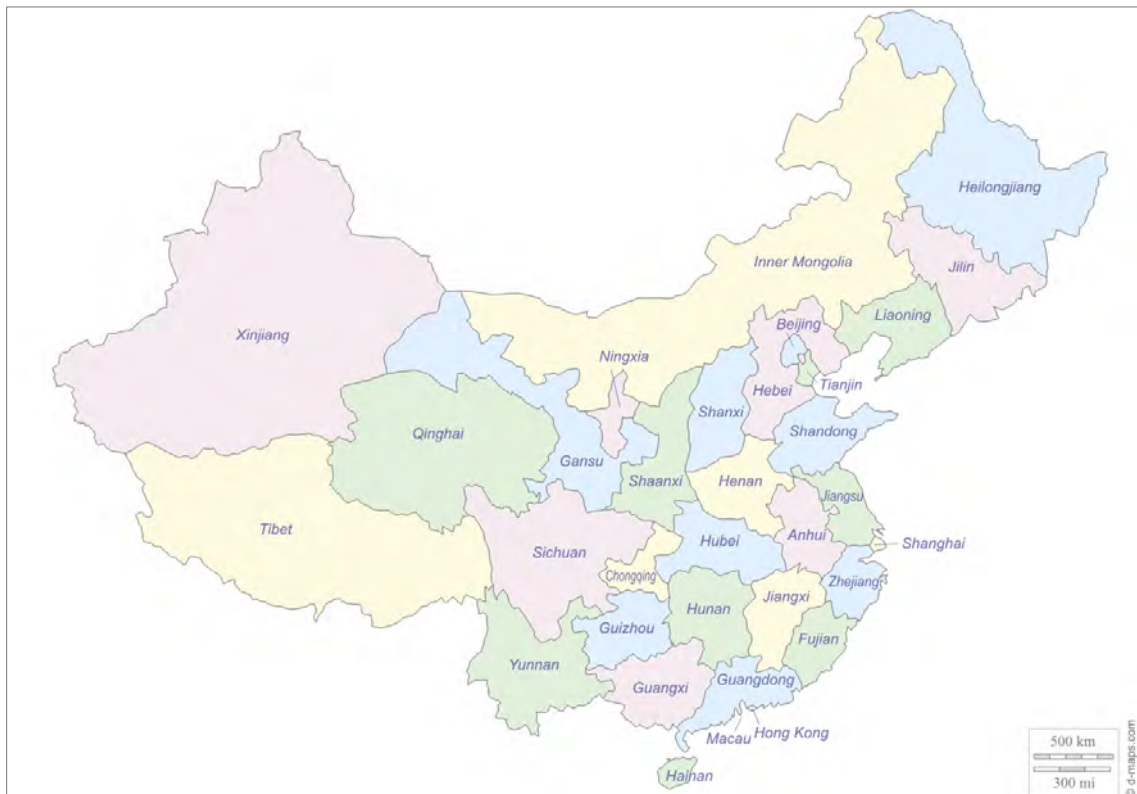 Heilongjiang
Inner Mongolia
Jilin
Xinjiang
Liaoning
Beijing
Ningxia
Tianjin
Hebei
Shanxi
Qinghai
Shandong
Gansu
Shaanxi
Henan
Jiangsu
Tibet
Sichuan
Hubei
Anhui
Shanghai
Chongqing
Zhejiang
Hunan
Jiangxi
Guizhou
Fujian
Yunnan
Guangxi
Guangdong
Macau
Hong Kong
Hainan
500 km
300 mi
© d-maps.com